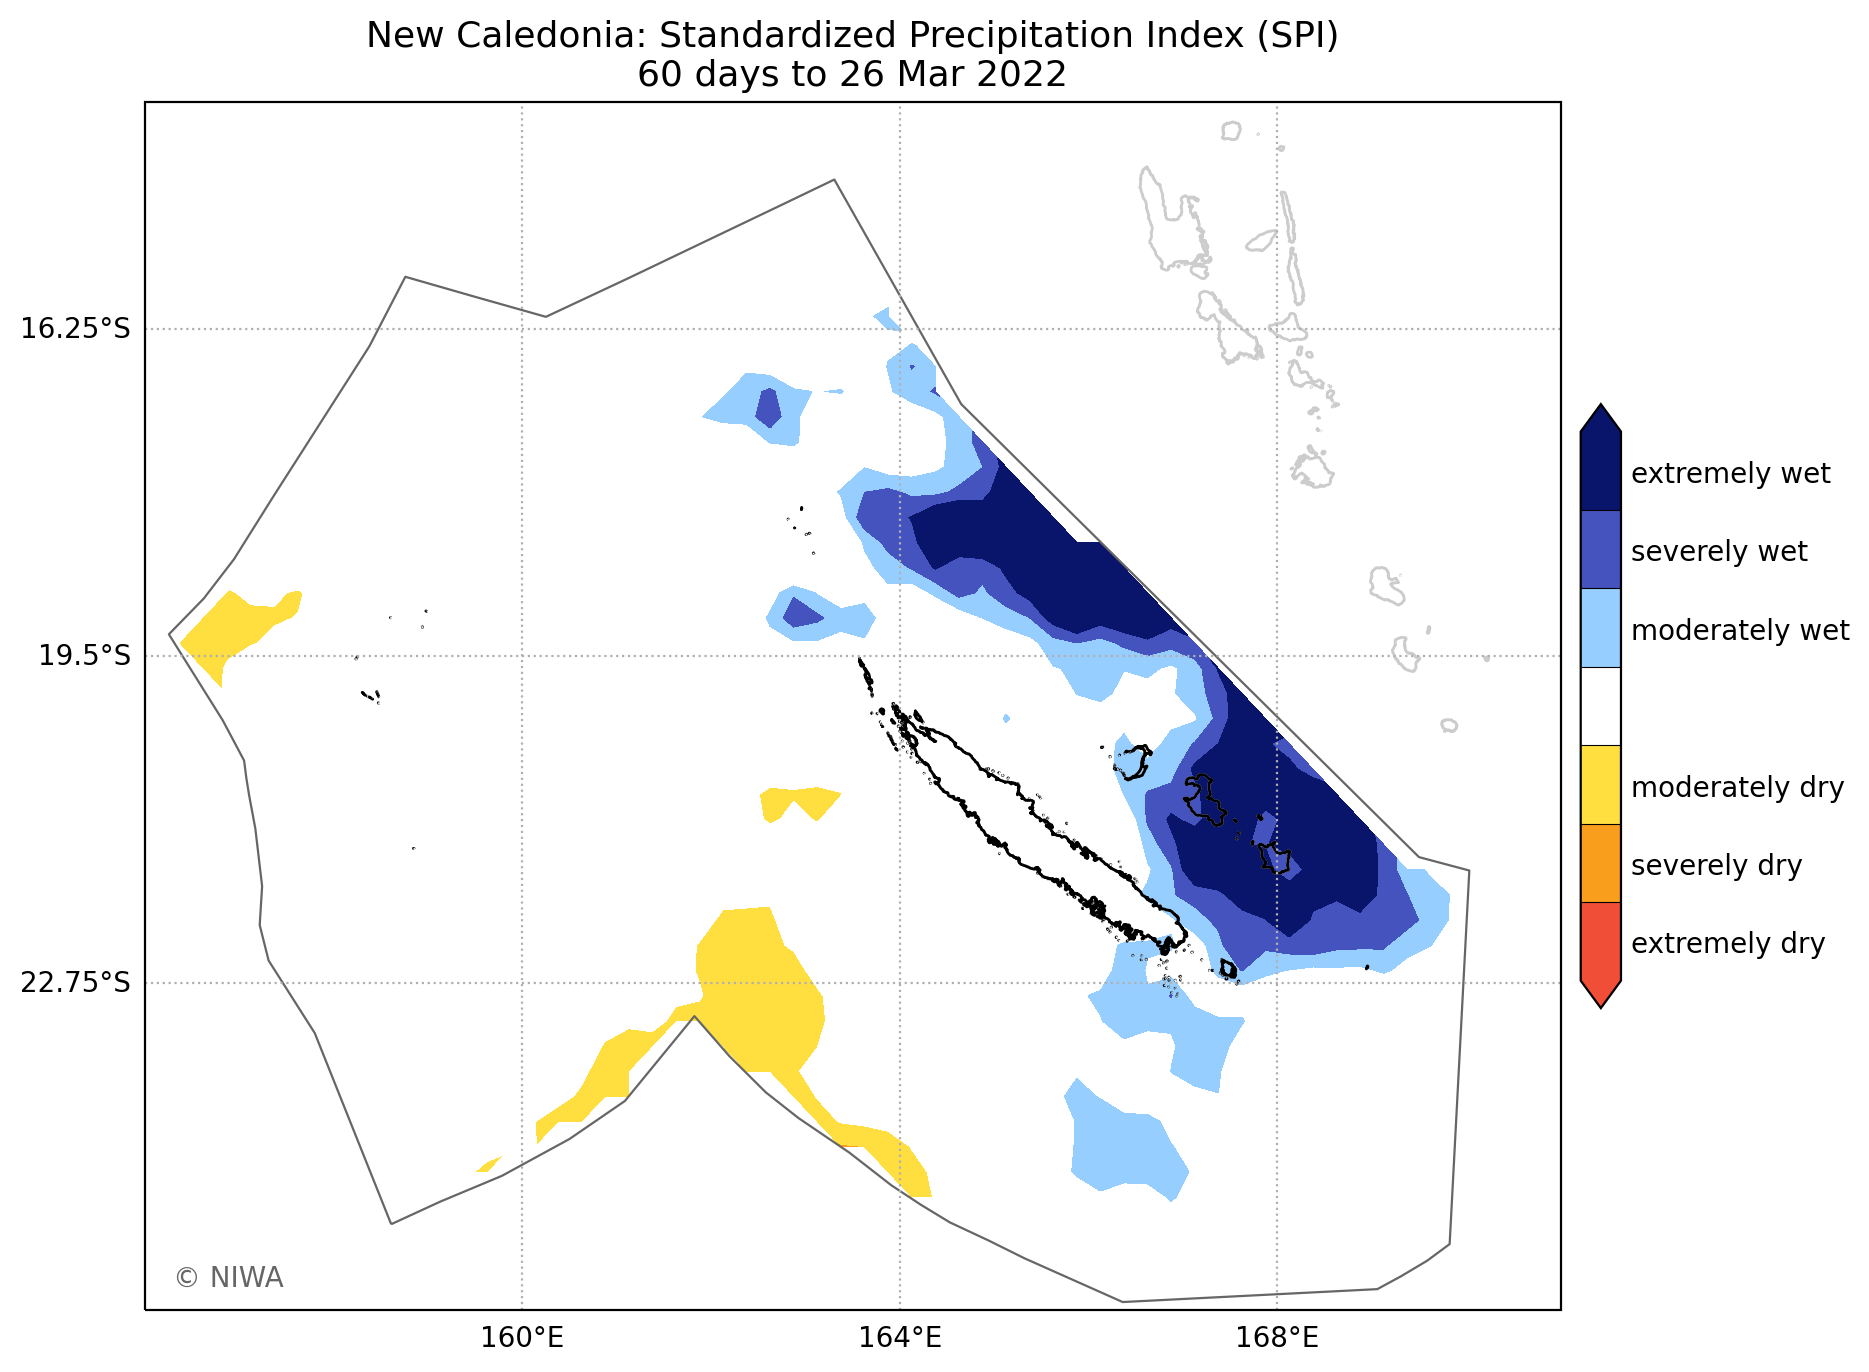 New Caledonia: Standardized Precipitation Index (SPI)
60 days to 26 Mar 2022
16.25°S
19.5°S
22.75°S
160°E
164°E
168°E
extremely wet
severely wet
moderately wet
moderately dry
severely dry
extremely dry
© NIWA